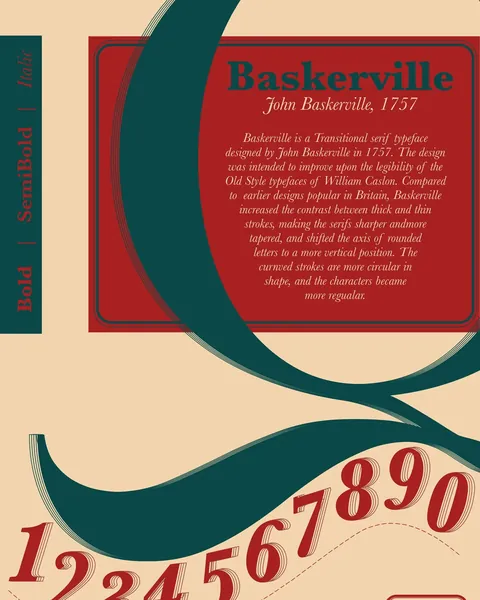 Bold | SemiBold | Italic
Baskerville
John Baskerville, 1757
Baskerville is a Transitional serif typeface
designed by John Baskerville in 1757. The design
was intended to improve upon the legibility of the
Old Style typefaces of William Caslon. Compared
to earlier designs popular in Britain, Baskerville
increased the contrast between thick and thin
strokes, making the serifs sharper andmore
tapered, and shifted the axis of rounded
letters to a more vertical position. The
curnved strokes are more circular in
shape, and the characters became
more regualar.
Q
1234567890